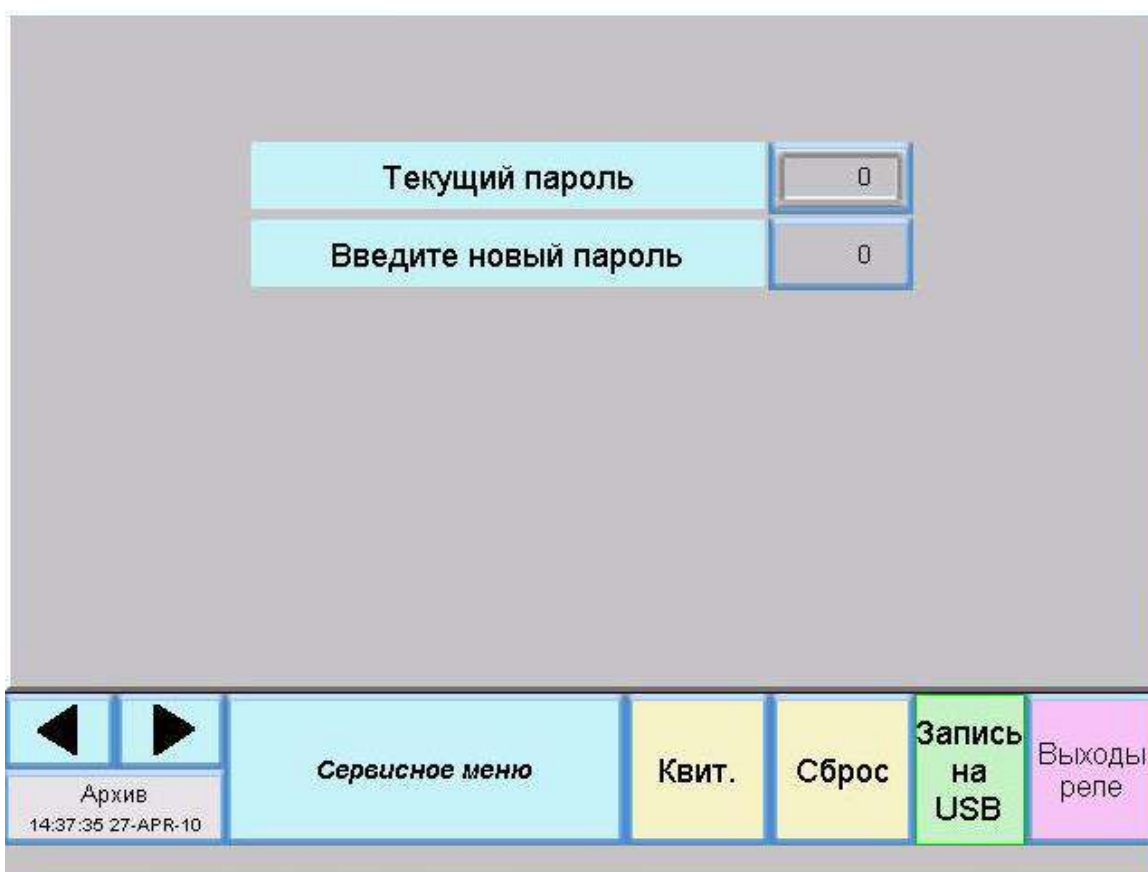 Текущий пароль
0
Введите новый пароль
0
Архив
14:37:35 27-APR-10
Сервисное меню
Квит.
Сброс
Запись
на
USB
Выходы
реле